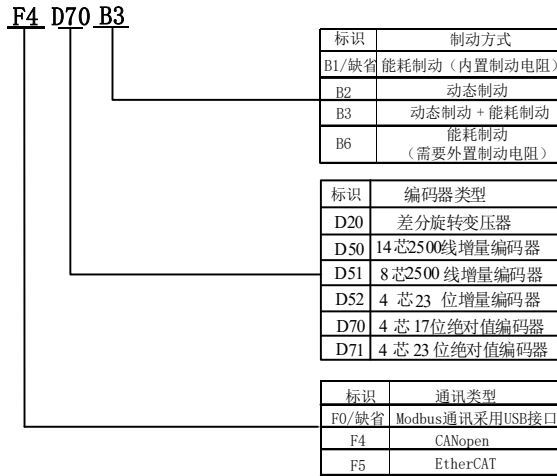 F4 D70 B3
标识 制动方式
B1/缺省 能耗制动（内置制动电阻）
B2 动态制动
B3 动态制动 + 能耗制动
B6 能耗制动
（需要外置制动电阻）
标识 编码器类型
D20 差分旋转变压器
D50 14芯2500线增量编码器
D51 8芯2500 线增量编码器
D52 4 芯23 位增量编码器
D70 4 芯17位绝对值编码器
D71 4 芯 23 位绝对值编码器
标识 通讯类型
F0/缺省 Modbus通讯采用USB接口
F4 CANopen
F5 EtherCAT